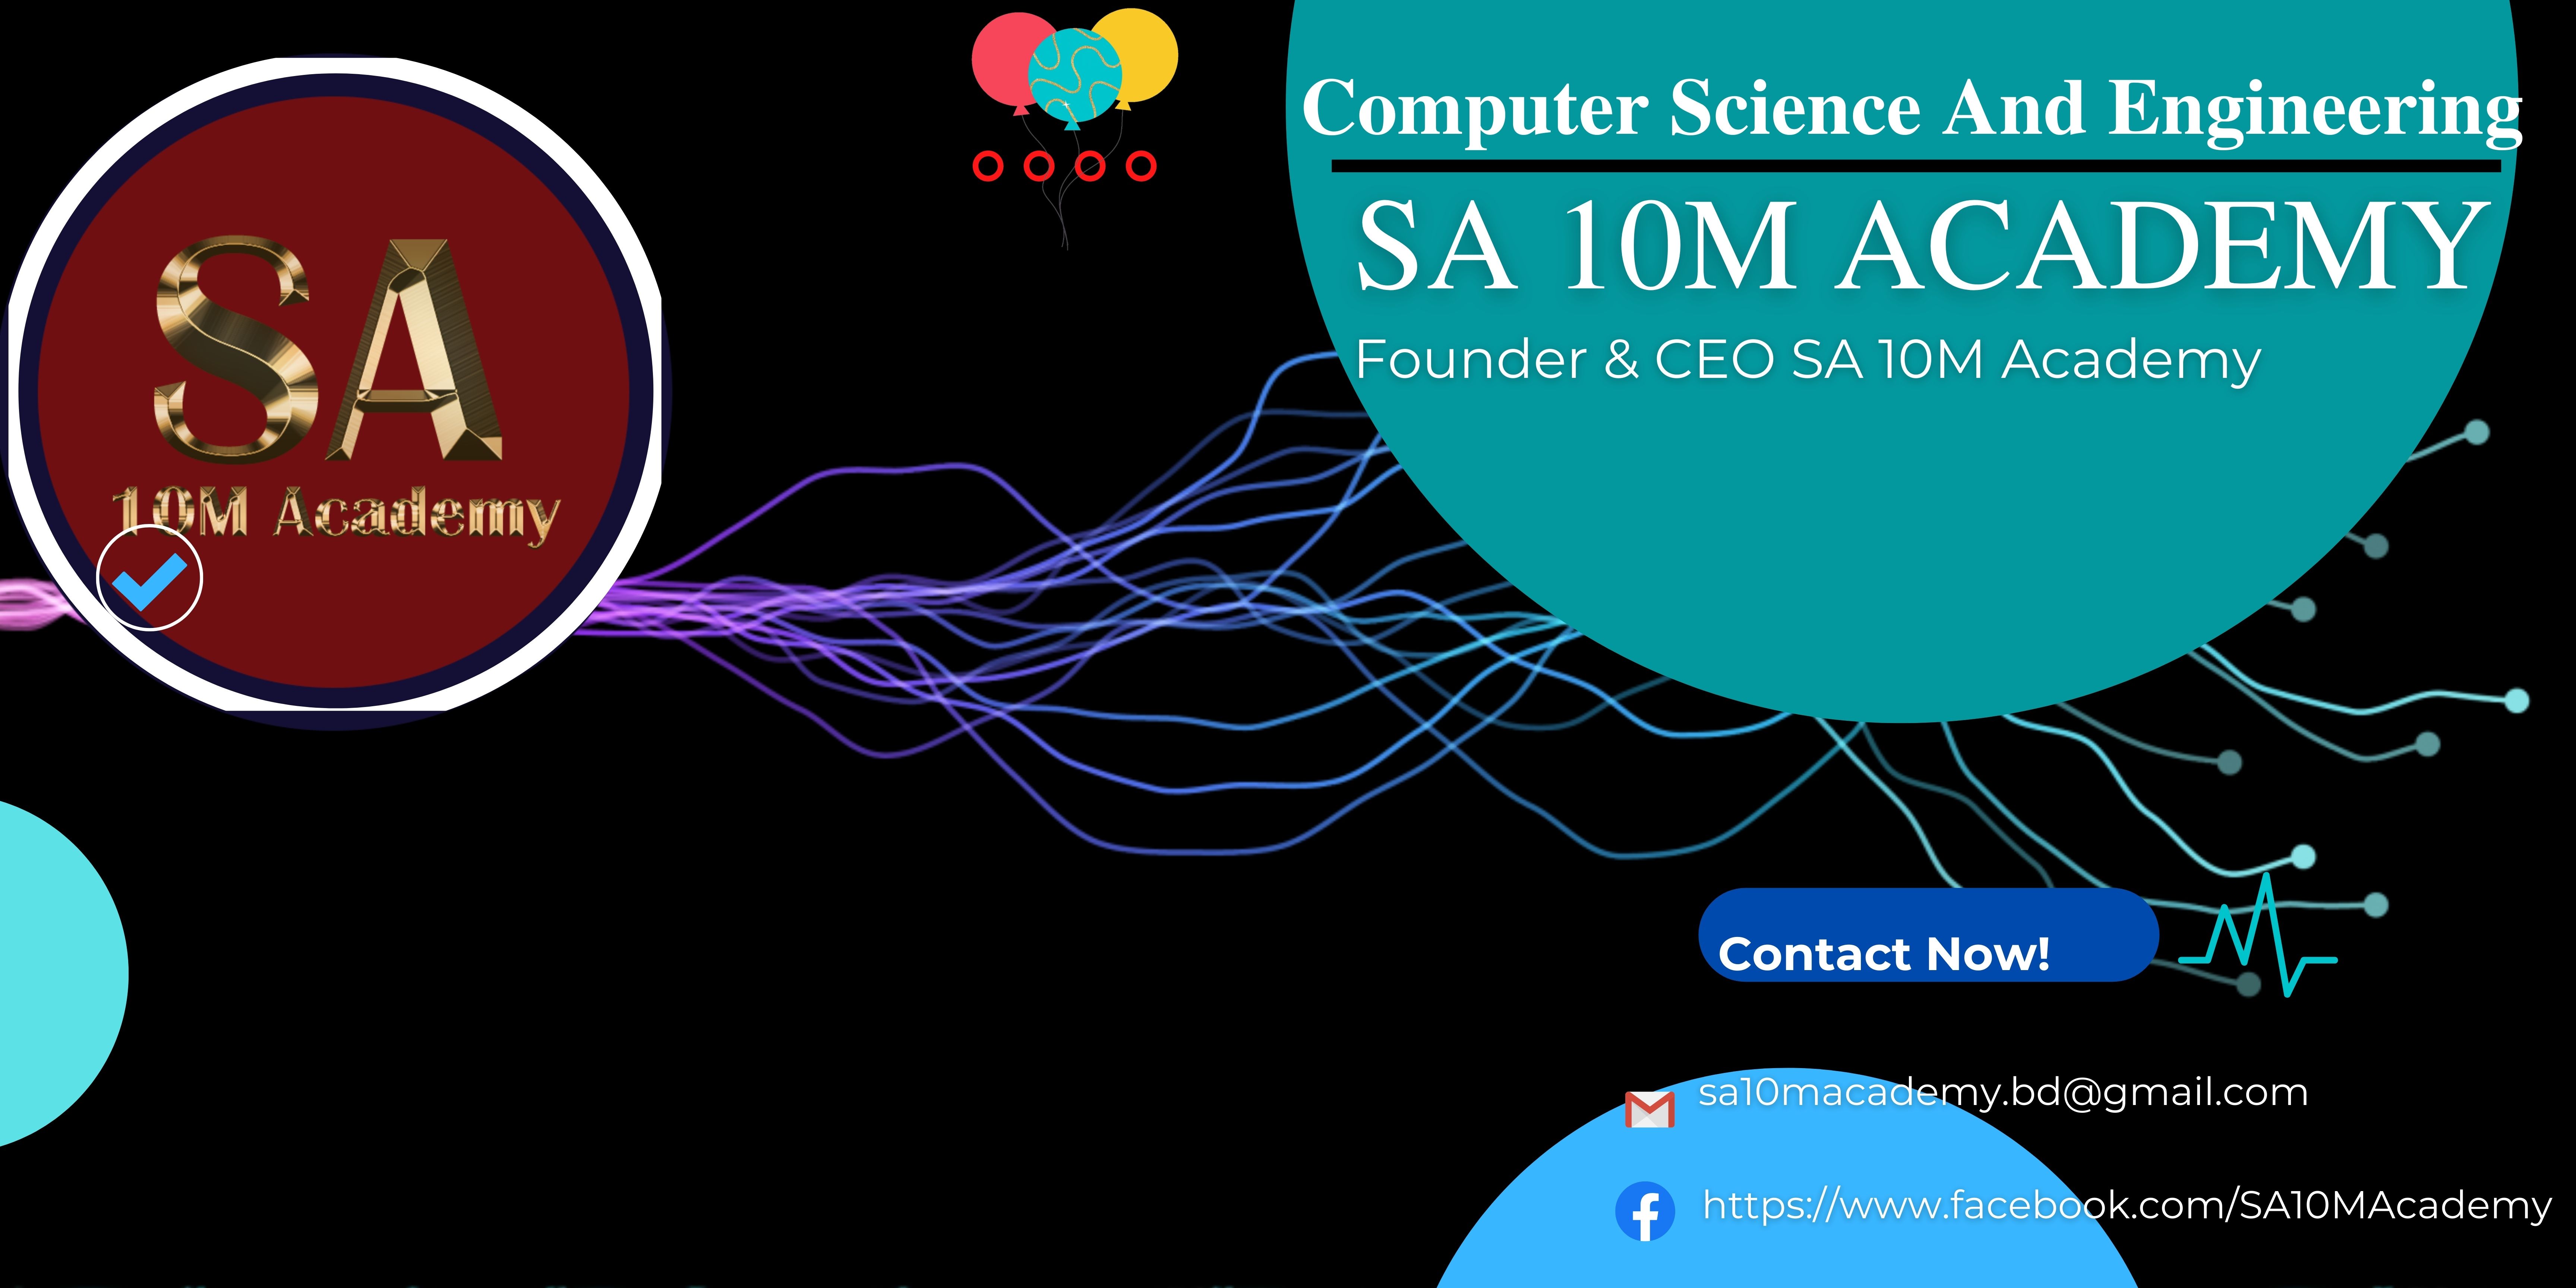 SA
10M Academy
Computer Science And Engineering
SA 10M ACADEMY
Founder & CEO SA 10M Academy
Contact Now!
sa10macademy.bd@gmail.com
https://www.facebook.com/SA10MAcademy